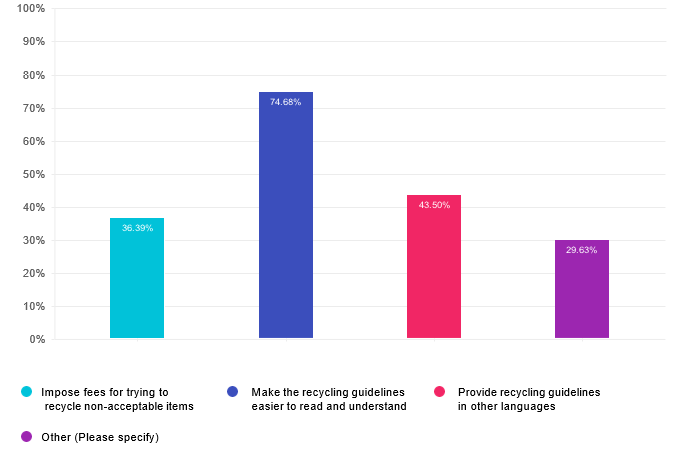 100%
90%
80%
70%
60%
50%
40%
30%
20%
10%
0%
36.39%
74.68%
43.50%
29.63%
Impose fees for trying to
recycle non-acceptable items
Make the recycling guidelines
easier to read and understand
Provide recycling guidelines
in other languages
Other (Please specify)